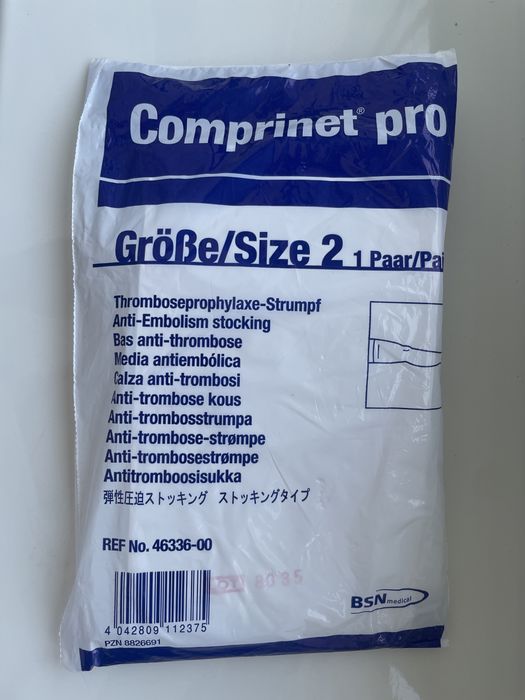 Comprinet® pro
Größe/Size 2 1 Paar/Pai
Thromboseprophylaxe-Strumpf
Anti-Embolism stocking
Bas anti-thrombose
Media antiembólica
Calza anti-trombosi
Anti-trombose kous
Anti-trombosstrumpa
Anti-trombose-strømpe
Anti-trombosestrømpe
Antitromboosisukka
弾性圧迫ストッキング ストッキングタイプ
REF No. 46336-00
LOT 8035
BSN medical
4 042809 112375
PZN 8826691